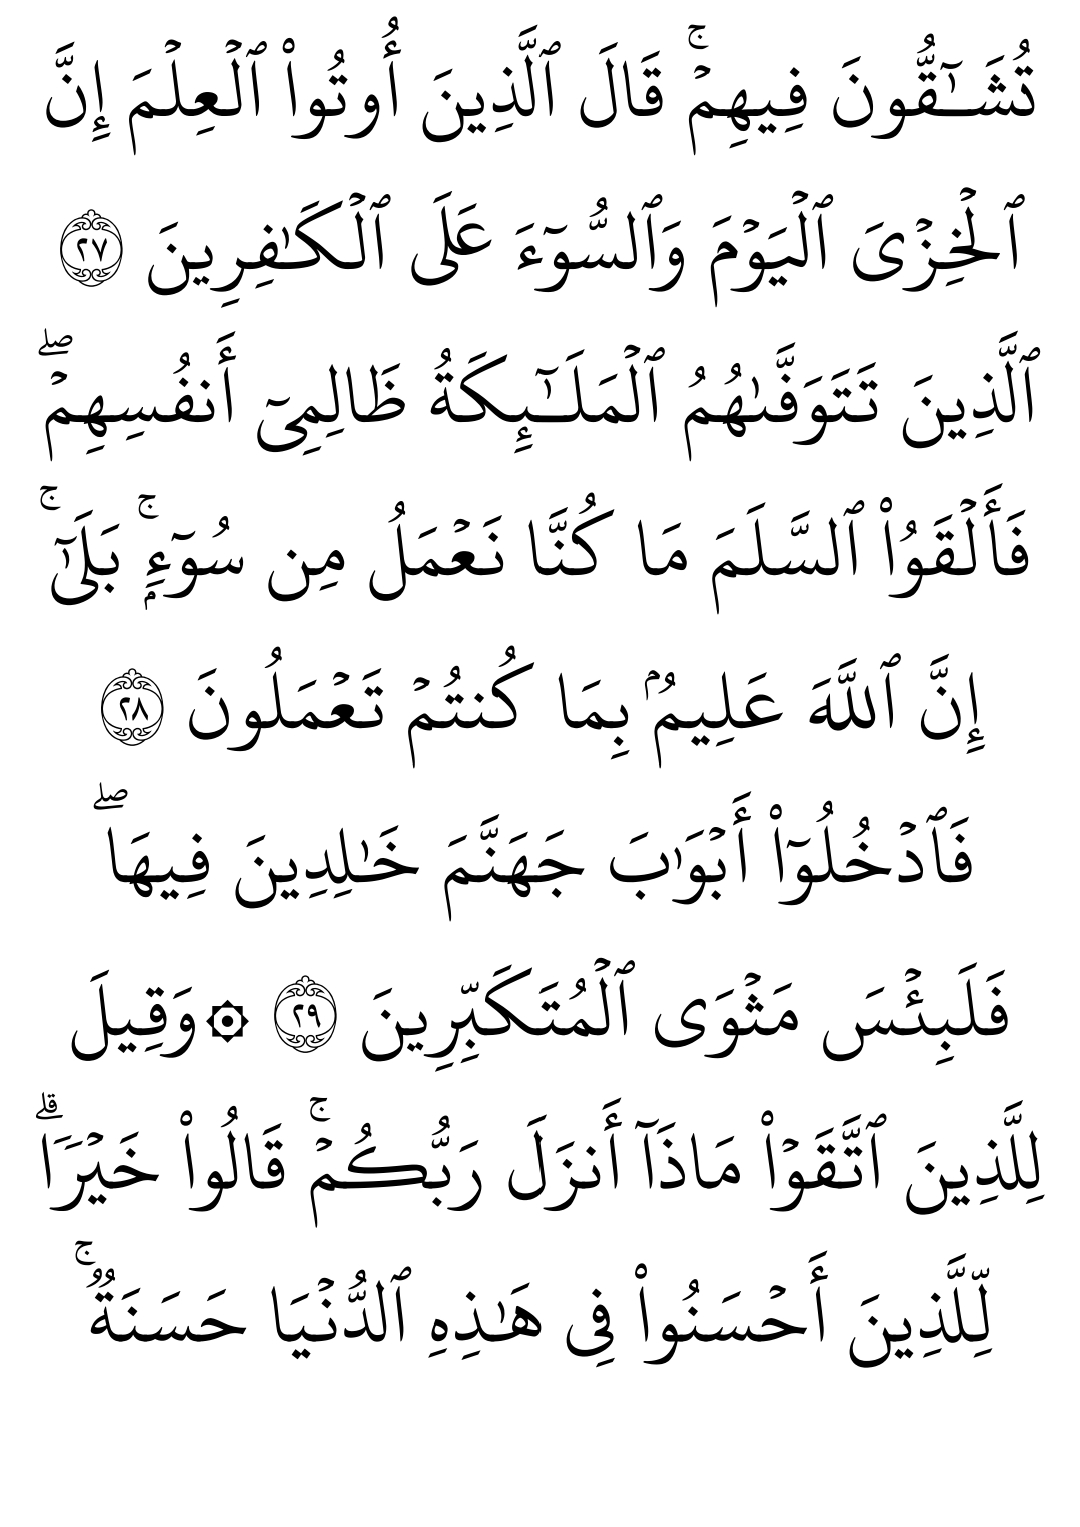 تُشَـٰٓقُّونَ فِيهِمْ ۚ قَالَ ٱلَّذِينَ أُوتُوا۟ ٱلْعِلْمَ إِنَّ
ٱلْخِزْىَ ٱلْيَوْمَ وَٱلسُّوٓءَ عَلَى ٱلْكَـٰفِرِينَ ٢٧
ٱلَّذِينَ تَتَوَفَّىٰهُمُ ٱلْمَلَـٰٓئِكَةُ ظَالِمِىٓ أَنفُسِهِمْ ۖ
فَأَلْقَوُا۟ ٱلسَّلَمَ مَا كُنَّا نَعْمَلُ مِن سُوٓءٍۭ ۚ بَلَىٰٓ ۚ
إِنَّ ٱللَّهَ عَلِيمٌۢ بِمَا كُنتُمْ تَعْمَلُونَ ٢٨
فَٱدْخُلُوٓا۟ أَبْوَٰبَ جَهَنَّمَ خَـٰلِدِينَ فِيهَا ۖ
فَلَبِئْسَ مَثْوَى ٱلْمُتَكَبِّرِينَ ٢٩ ۞ وَقِيلَ
لِلَّذِينَ ٱتَّقَوْا۟ مَاذَآ أَنزَلَ رَبُّكُمْ ۚ قَالُوا۟ خَيْرًۭا ۗ
لِّلَّذِينَ أَحْسَنُوا۟ فِى هَـٰذِهِ ٱلدُّنْيَا حَسَنَةٌۭ ۚ